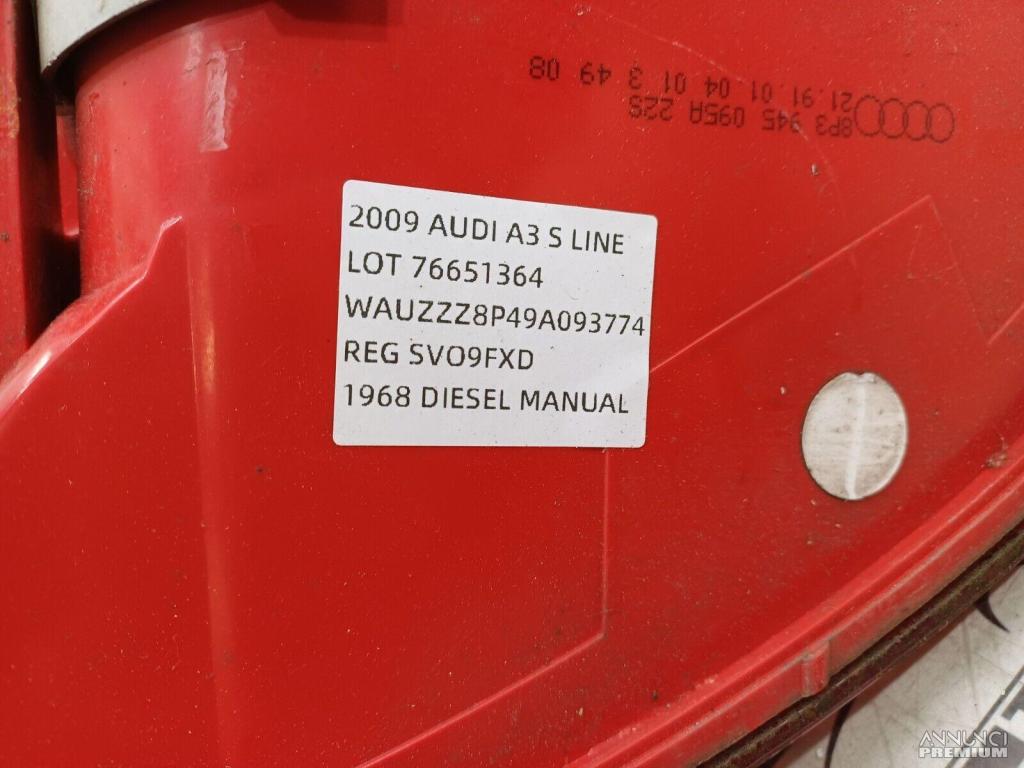 8P3 945 095A 22S
21.91 01 04 01 3 49 08
2009 AUDI A3 S LINE
LOT 76651364
WAUZZZ8P49A093774
REG SV09FXD
1968 DIESEL MANUAL
ANNUNCI
PREMIUM